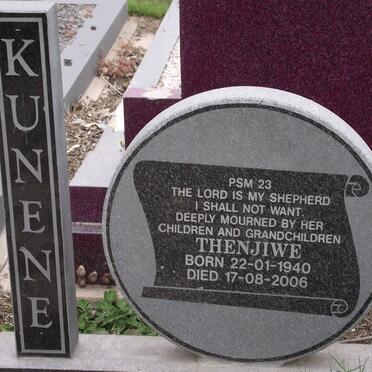 KUNENE
PSM 23
THE LORD IS MY SHEPHERD
I SHALL NOT WANT.
DEEPLY MOURNED BY HER
CHILDREN AND GRANDCHILDREN
THENJIWE
BORN 22-01-1940
DIED 17-08-2006